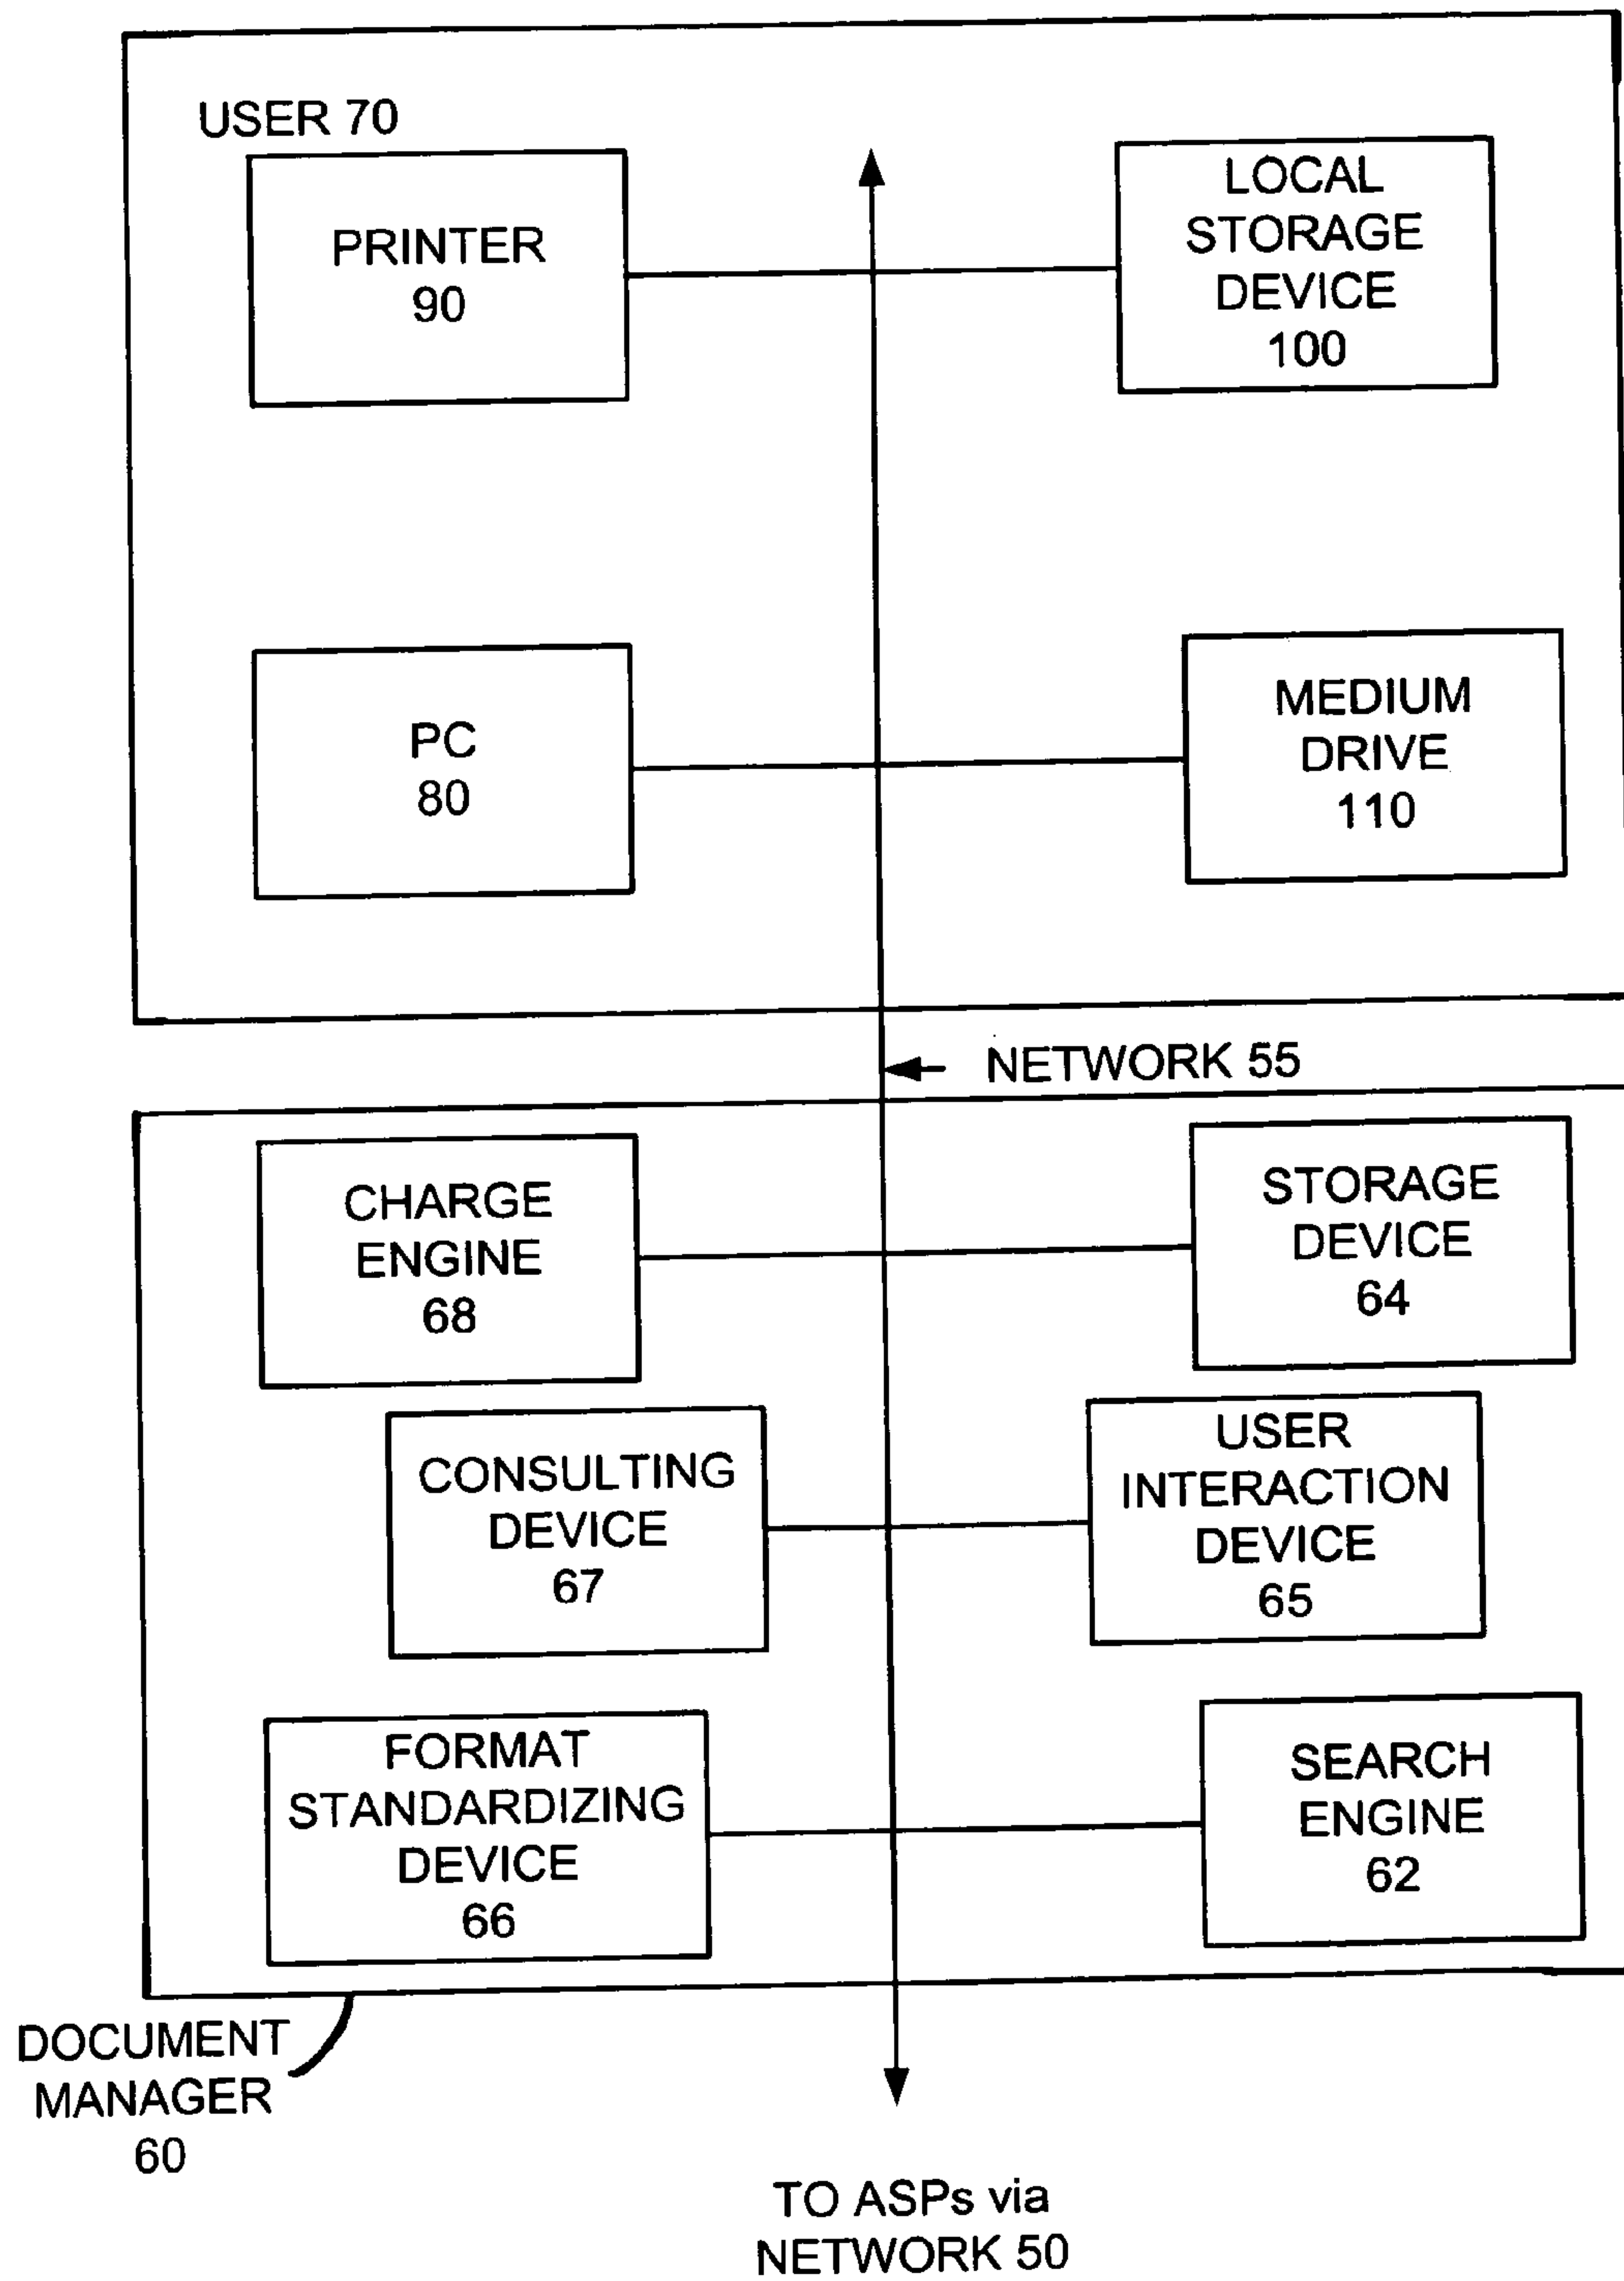 USER 70
PRINTER
90
LOCAL
STORAGE
DEVICE
100
PC
80
MEDIUM
DRIVE
110
NETWORK 55
CHARGE
ENGINE
68
STORAGE
DEVICE
64
CONSULTING
DEVICE
67
USER
INTERACTION
DEVICE
65
FORMAT
STANDARDIZING
DEVICE
66
SEARCH
ENGINE
62
DOCUMENT
MANAGER
60
TO ASPs via
NETWORK 50